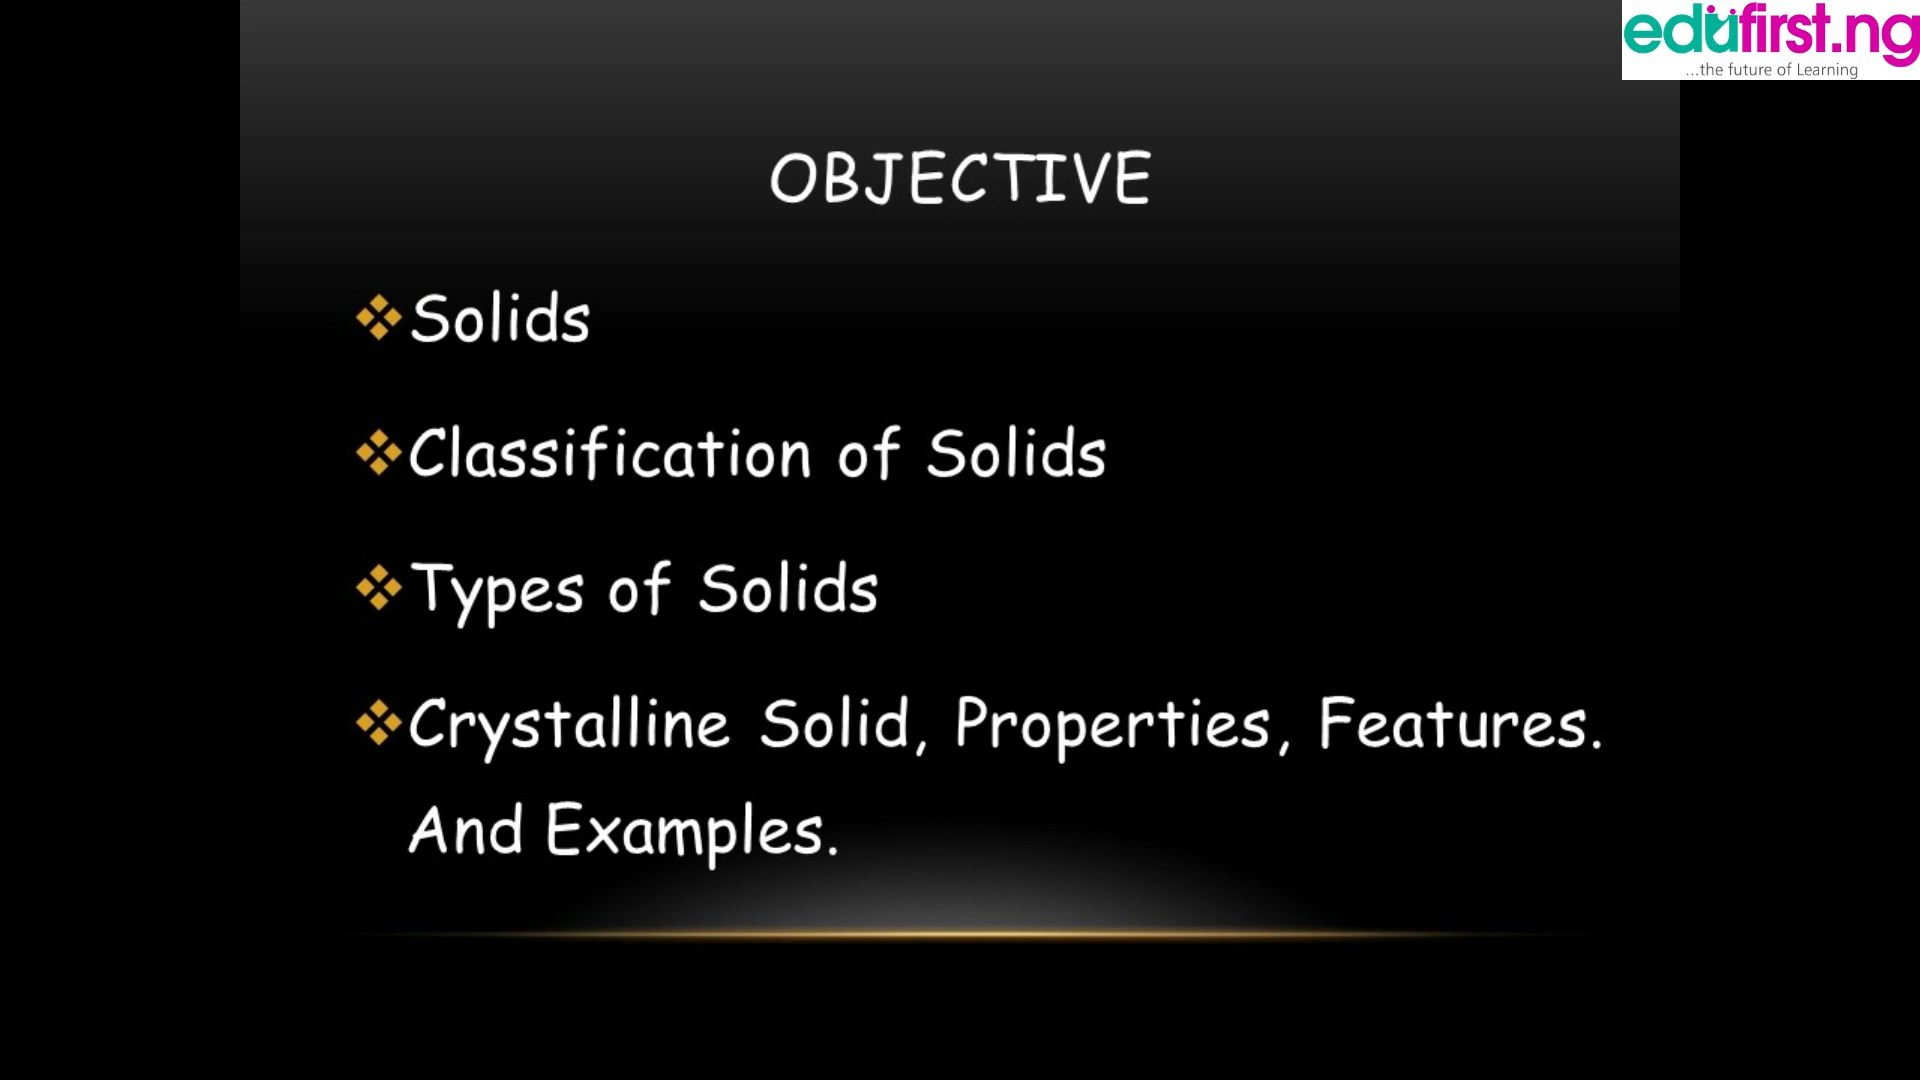 edufirst.ng
...the future of Learning
OBJECTIVE
Solids
Classification of Solids
Types of Solids
Crystalline Solid, Properties, Features.
And Examples.